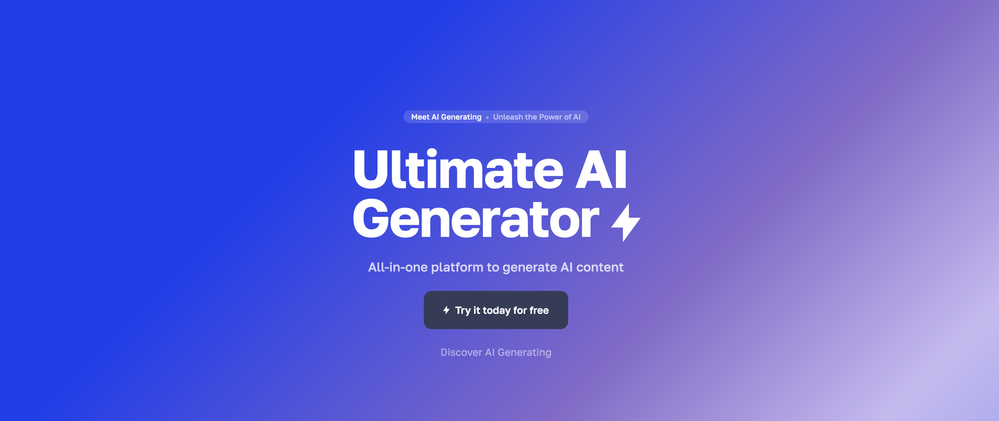 Meet AI Generating • Unleash the Power of AI
Ultimate AI
Generator
All-in-one platform to generate AI content
Try it today for free
Discover AI Generating